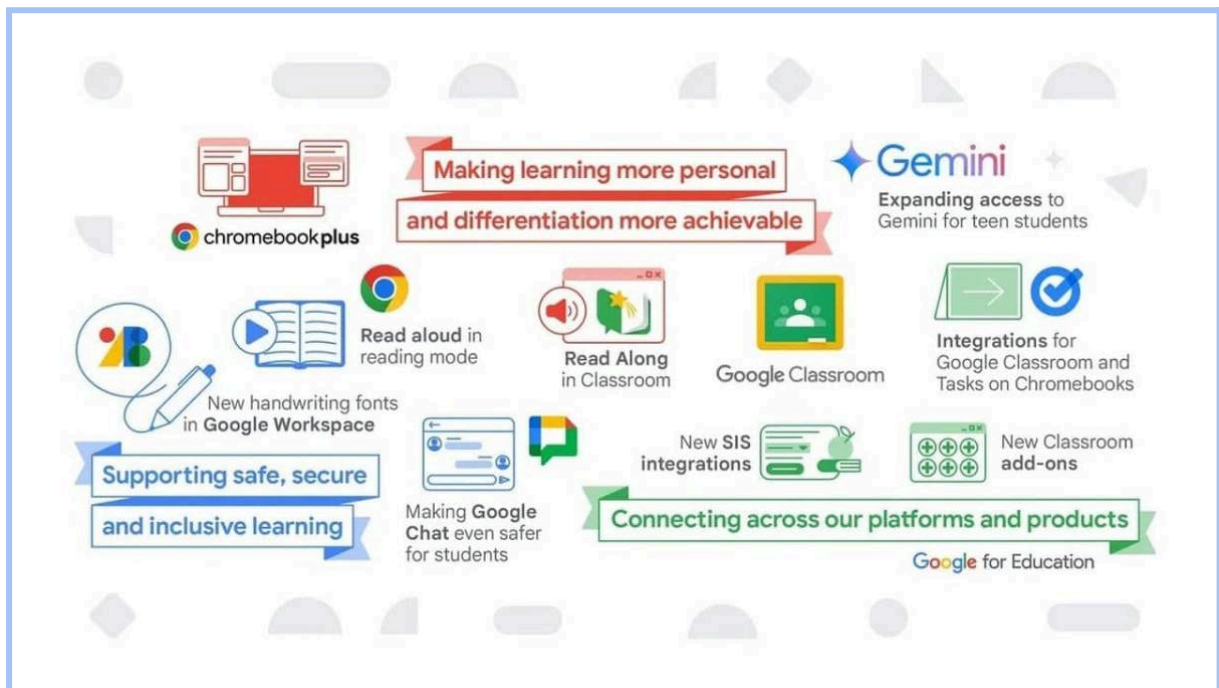 Making learning more personal
and differentiation more achievable
chromebookplus
Gemini
Expanding access to
Gemini for teen students
Read aloud in
reading mode
Read Along
in Classroom
Google Classroom
Integrations for
Google Classroom and
Tasks on Chromebooks
New handwriting fonts
in Google Workspace
Supporting safe, secure
and inclusive learning
Making Google
Chat even safer
for students
New SIS
integrations
New Classroom
add-ons
Connecting across our platforms and products
Google for Education